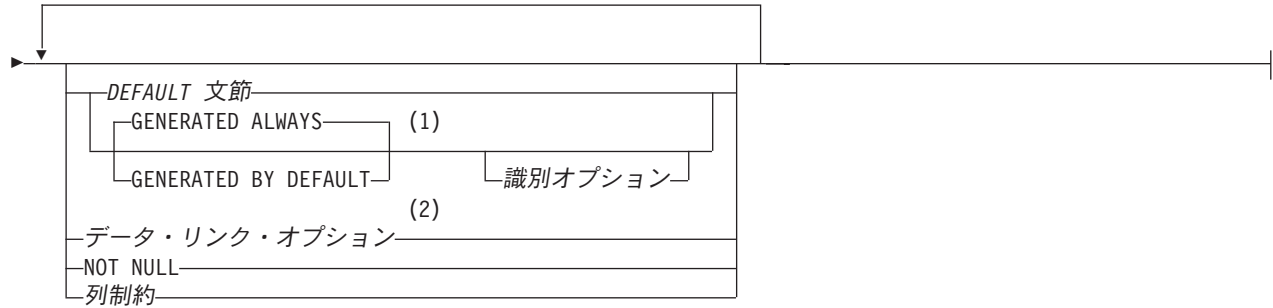 DEFAULT 文節
GENERATED ALWAYS (1)
GENERATED BY DEFAULT 識別オプション
(2)
データ・リンク・オプション
NOT NULL
列制約